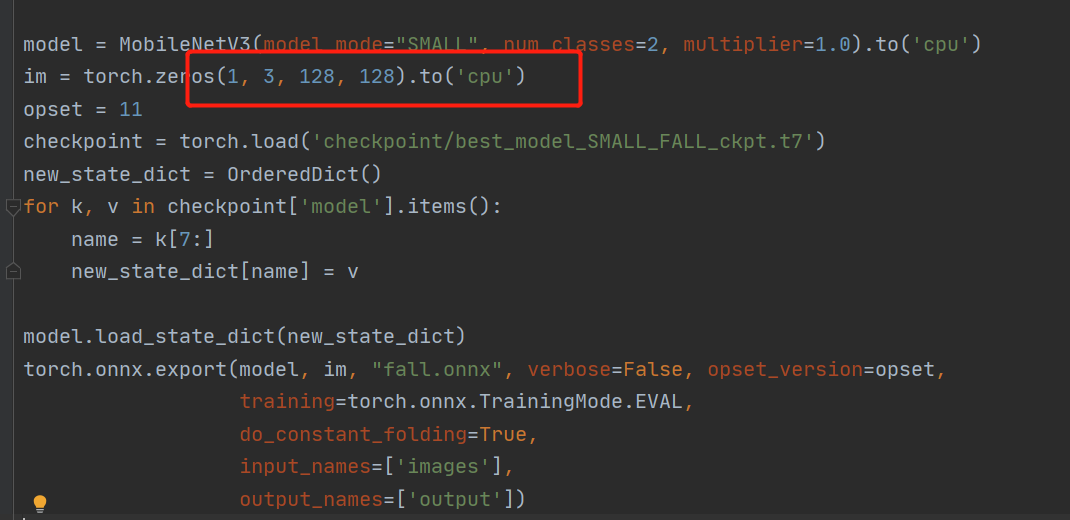 model = MobileNetV3(model_mode="SMALL", num_classes=2, multiplier=1.0).to('cpu')
im = torch.zeros(1, 3, 128, 128).to('cpu')
opset = 11
checkpoint = torch.load('checkpoint/best_model_SMALL_FALL_ckpt.t7')
new_state_dict = OrderedDict()
for k, v in checkpoint['model'].items():
    name = k[7:]
    new_state_dict[name] = v
model.load_state_dict(new_state_dict)
torch.onnx.export(model, im, "fall.onnx", verbose=False, opset_version=opset,
                  training=torch.onnx.TrainingMode.EVAL,
                  do_constant_folding=True,
                  input_names=['images'],
                  output_names=['output'])